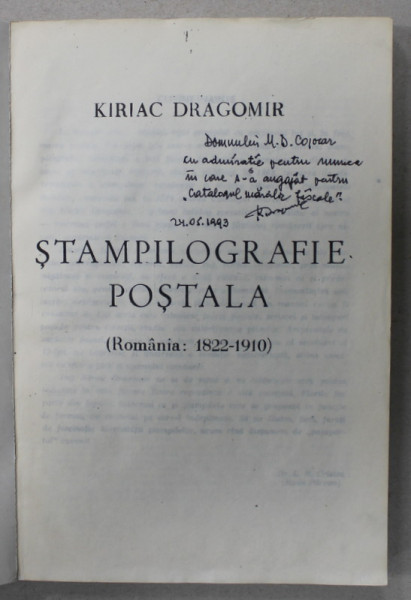 KIRIAC DRAGOMIR
Domnului M. D. Cojocar
cu admirație pentru munca
în care s-a angajat pentru
"Catalogul mărcile fiscale"
21.05.1993
ȘTAMPILOGRAFIE
POȘTALA
(România: 1822-1910)